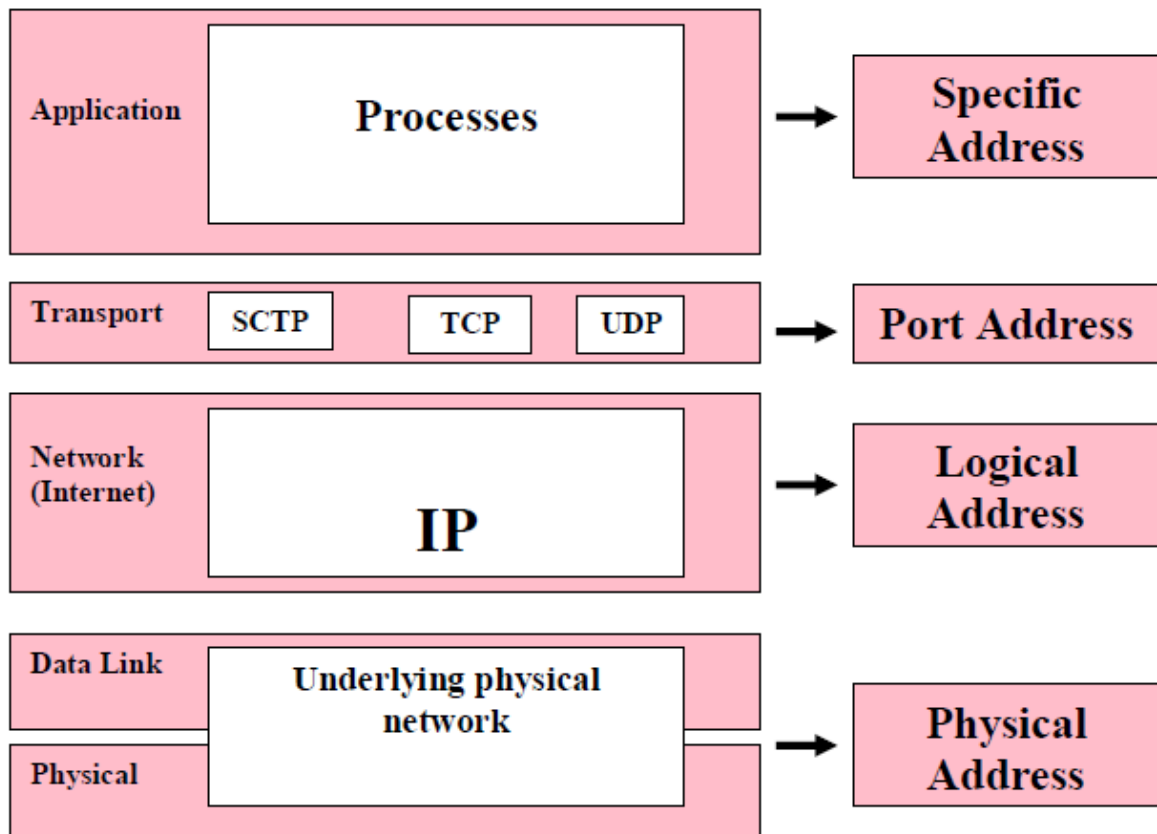 Application
Processes
Specific
Address
Transport
SCTP
TCP
UDP
Port Address
Network
(Internet)
IP
Logical
Address
Data Link
Underlying physical
network
Physical
Physical
Address